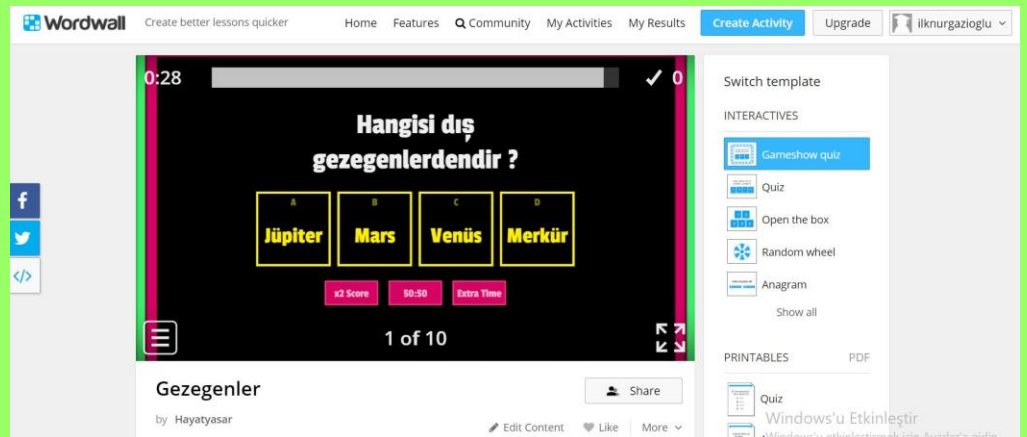 Wordwall Create better lessons quicker Home Features Community My Activities My Results Create Activity Upgrade ilknurgazioglu
0:28 0
Hangisi dış
gezegenlerdendir ?
A B C D
Jüpiter Mars Venüs Merkür
x2 Score 50:50 Extra Time
1 of 10
Gezegenler
Share
by Hayatyasar
Edit Content Like More
Switch template
INTERACTIVES
Gameshow quiz
Quiz
Open the box
Random wheel
Anagram
Show all
PRINTABLES PDF
Quiz
Windows'u Etkinleştir